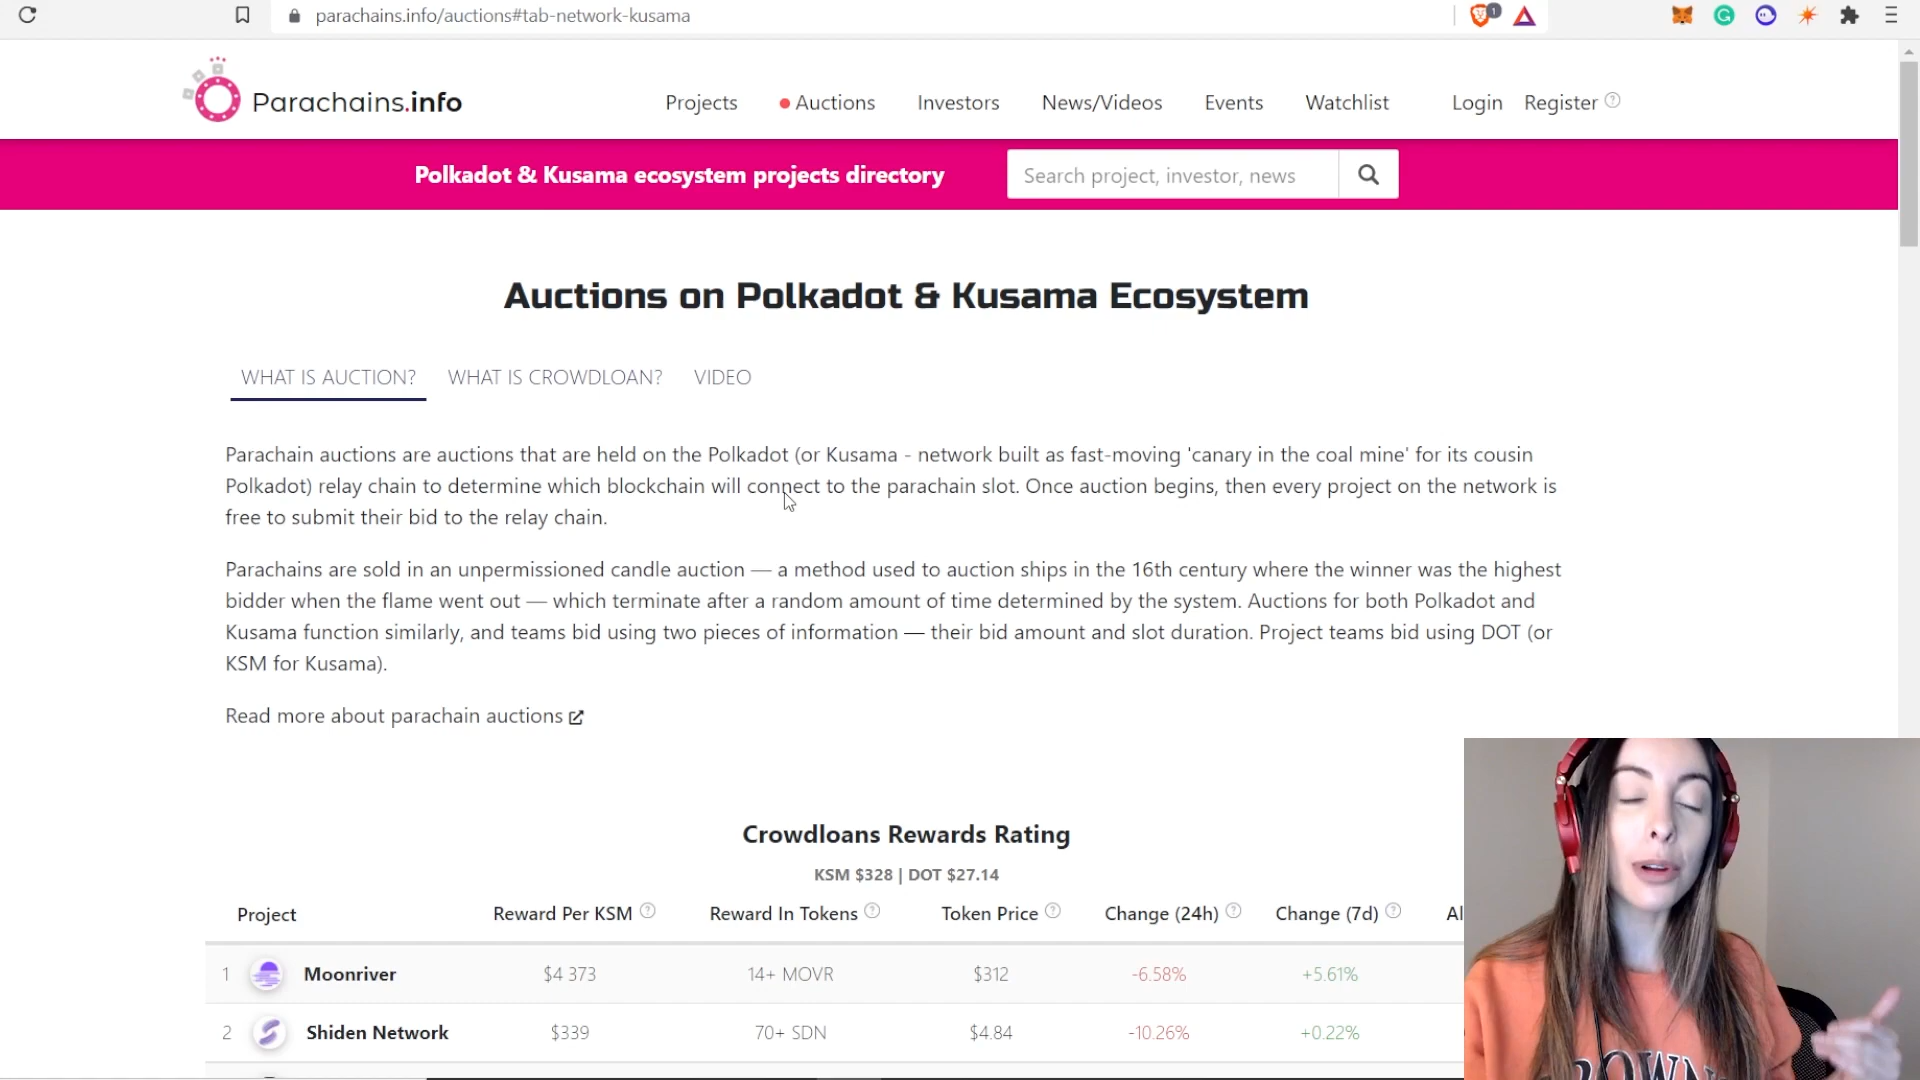 parachains.info/auctions#tab-network-kusama
1
Parachains.info
Projects
Auctions
Investors
News/Videos
Events
Watchlist
Login
Register ?
Polkadot & Kusama ecosystem projects directory
Search project, investor, news
Auctions on Polkadot & Kusama Ecosystem
WHAT IS AUCTION?
WHAT IS CROWDLOAN?
VIDEO
Parachain auctions are auctions that are held on the Polkadot (or Kusama - network built as fast-moving 'canary in the coal mine' for its cousin
Polkadot) relay chain to determine which blockchain will connect to the parachain slot. Once auction begins, then every project on the network is
free to submit their bid to the relay chain.
Parachains are sold in an unpermissioned candle auction — a method used to auction ships in the 16th century where the winner was the highest
bidder when the flame went out — which terminate after a random amount of time determined by the system. Auctions for both Polkadot and
Kusama function similarly, and teams bid using two pieces of information — their bid amount and slot duration. Project teams bid using DOT (or
KSM for Kusama).
Read more about parachain auctions
Crowdloans Rewards Rating
KSM $328 | DOT $27.14
Project
Reward Per KSM ?
Reward In Tokens ?
Token Price ?
Change (24h) ?
Change (7d) ?
Al
1 Moonriver $4 373 14+ MOVR $312 -6.58% +5.61%
2 Shiden Network $339 70+ SDN $4.84 -10.26% +0.22%